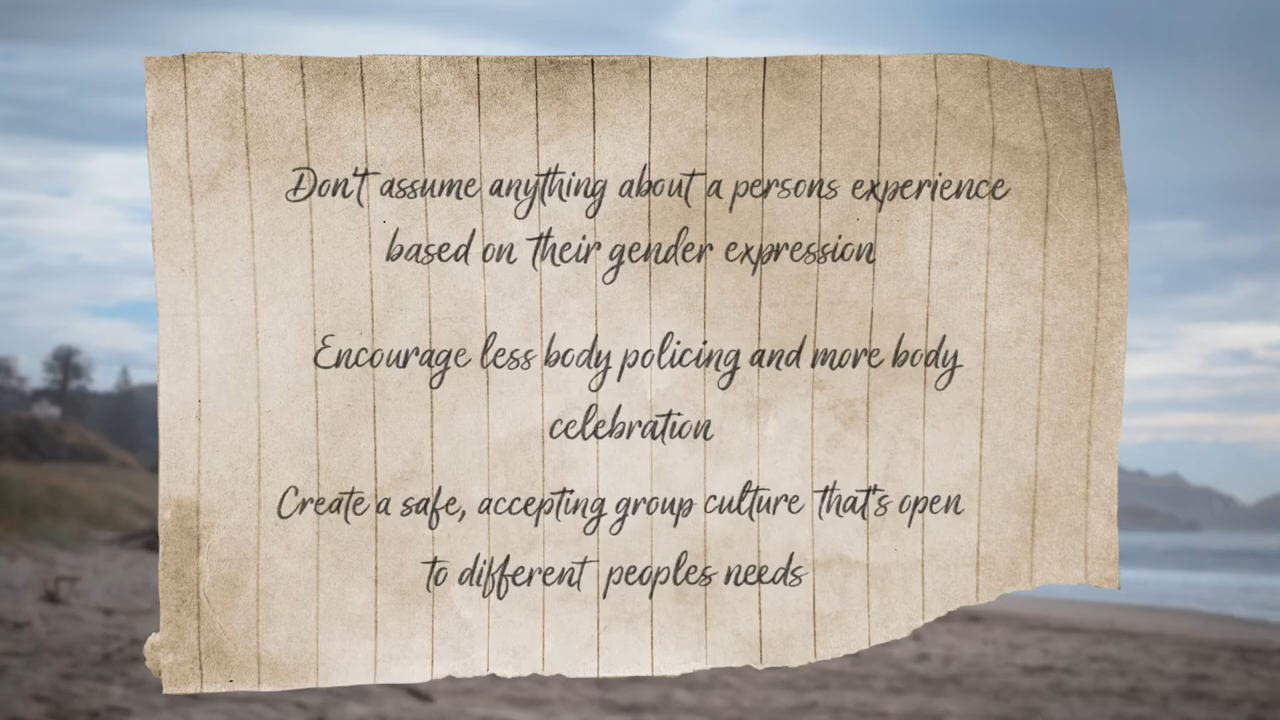 Don't assume anything about a persons experience
based on their gender expression
Encourage less body policing and more body
celebration
Create a safe, accepting group culture that's open
to different peoples needs